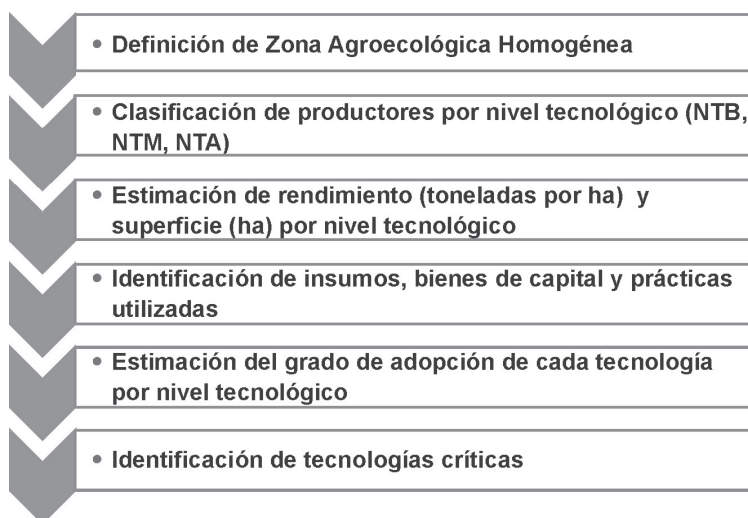 • Definición de Zona Agroecológica Homogénea
• Clasificación de productores por nivel tecnológico (NTB,
NTM, NTA)
• Estimación de rendimiento (toneladas por ha) y
superficie (ha) por nivel tecnológico
• Identificación de insumos, bienes de capital y prácticas
utilizadas
• Estimación del grado de adopción de cada tecnología
por nivel tecnológico
• Identificación de tecnologías críticas